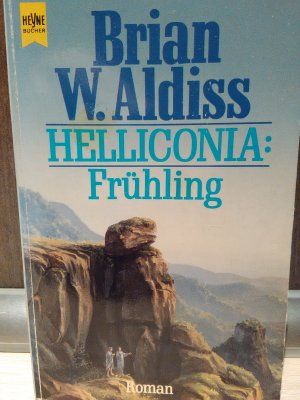 HEYNE
BÜCHER
Brian
W. Aldiss
HELLICONIA:
Frühling
Roman